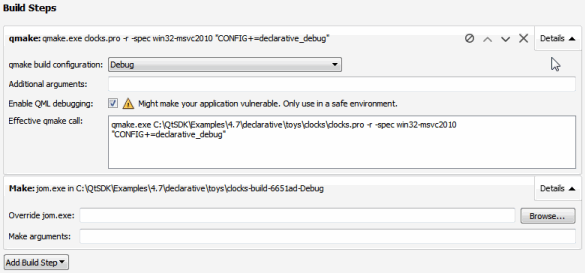 Build Steps
qmake: qmake.exe clocks.pro -r -spec win32-msvc2010 "CONFIG+=declarative_debug"
Details
qmake build configuration: Debug
Additional arguments:
Enable QML debugging: Might make your application vulnerable. Only use in a safe environment.
Effective qmake call: qmake.exe C:\QtSDK\Examples\4.7\declarative\toys\clocks\clocks.pro -r -spec win32-msvc2010
"CONFIG+=declarative_debug"
Make: jom.exe in C:\QtSDK\Examples\4.7\declarative\toys\clocks-build-6651ad-Debug
Details
Override jom.exe: Browse...
Make arguments:
Add Build Step